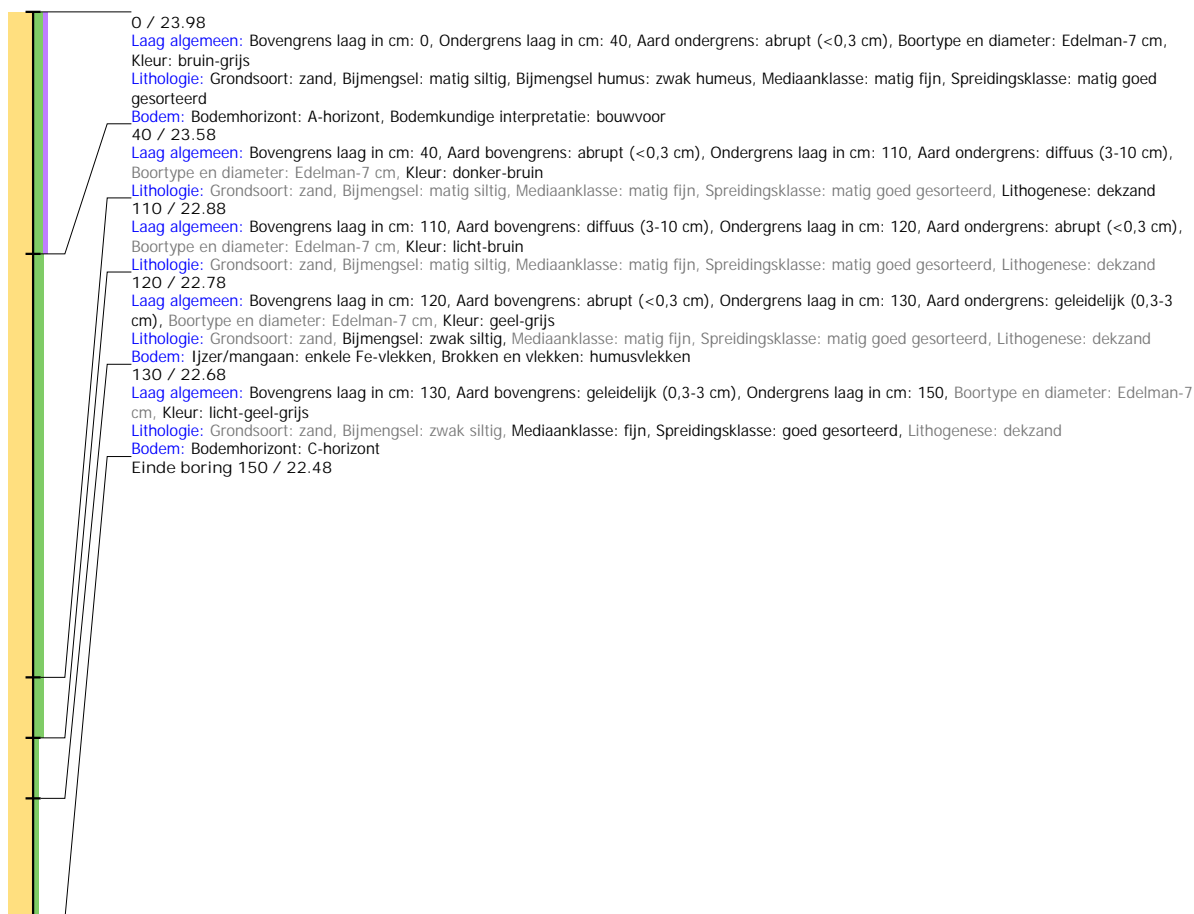 0 / 23.98
Laag algemeen: Bovengrens laag in cm: 0, Ondergrens laag in cm: 40, Aard ondergrens: abrupt (<0,3 cm), Boortype en diameter: Edelman-7 cm,
Kleur: bruin-grijs
Lithologie: Grondsoort: zand, Bijmengsel: matig siltig, Bijmengsel humus: zwak humeus, Mediaanklasse: matig fijn, Spreidingsklasse: matig goed
gesorteerd
Bodem: Bodemhorizont: A-horizont, Bodemkundige interpretatie: bouwvoor
40 / 23.58
Laag algemeen: Bovengrens laag in cm: 40, Aard bovengrens: abrupt (<0,3 cm), Ondergrens laag in cm: 110, Aard ondergrens: diffuus (3-10 cm),
Boortype en diameter: Edelman-7 cm, Kleur: donker-bruin
Lithologie: Grondsoort: zand, Bijmengsel: matig siltig, Mediaanklasse: matig fijn, Spreidingsklasse: matig goed gesorteerd, Lithogenese: dekzand
110 / 22.88
Laag algemeen: Bovengrens laag in cm: 110, Aard bovengrens: diffuus (3-10 cm), Ondergrens laag in cm: 120, Aard ondergrens: abrupt (<0,3 cm),
Boortype en diameter: Edelman-7 cm, Kleur: licht-bruin
Lithologie: Grondsoort: zand, Bijmengsel: matig siltig, Mediaanklasse: matig fijn, Spreidingsklasse: matig goed gesorteerd, Lithogenese: dekzand
120 / 22.78
Laag algemeen: Bovengrens laag in cm: 120, Aard bovengrens: abrupt (<0,3 cm), Ondergrens laag in cm: 130, Aard ondergrens: geleidelijk (0,3-3
cm), Boortype en diameter: Edelman-7 cm, Kleur: geel-grijs
Lithologie: Grondsoort: zand, Bijmengsel: zwak siltig, Mediaanklasse: matig fijn, Spreidingsklasse: matig goed gesorteerd, Lithogenese: dekzand
Bodem: Ijzer/mangaan: enkele Fe-vlekken, Brokken en vlekken: humusvlekken
130 / 22.68
Laag algemeen: Bovengrens laag in cm: 130, Aard bovengrens: geleidelijk (0,3-3 cm), Ondergrens laag in cm: 150, Boortype en diameter: Edelman-7
cm, Kleur: licht-geel-grijs
Lithologie: Grondsoort: zand, Bijmengsel: zwak siltig, Mediaanklasse: fijn, Spreidingsklasse: goed gesorteerd, Lithogenese: dekzand
Bodem: Bodemhorizont: C-horizont
Einde boring 150 / 22.48